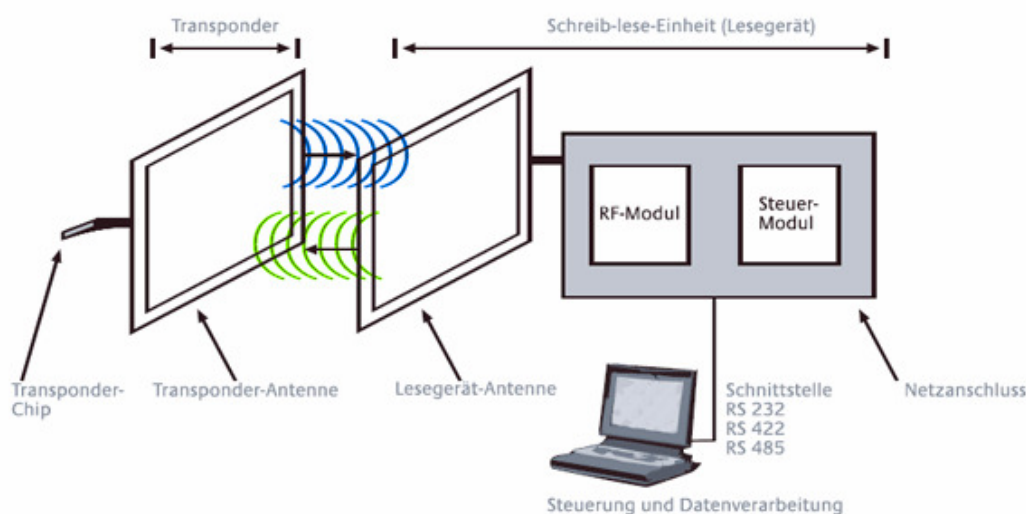 Transponder
Schreib-lese-Einheit (Lesegerät)
RF-Modul
Steuer-
Modul
Transponder-
Chip
Transponder-Antenne
Lesegerät-Antenne
Schnittstelle
RS 232
RS 422
RS 485
Netzanschluss
Steuerung und Datenverarbeitung